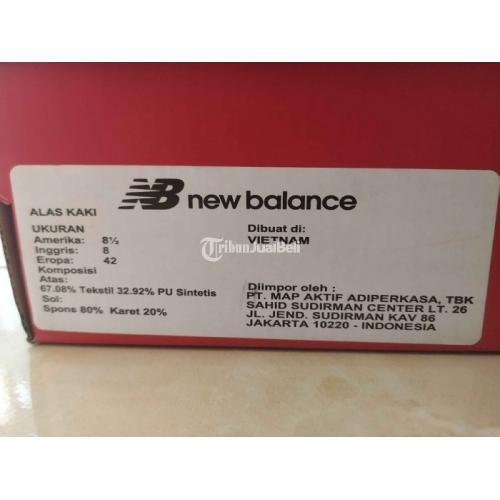 NB new balance
ALAS KAKI
UKURAN
Amerika: 8½
Inggris: 8
Eropa: 42
Komposisi
Atas:
67.08% Tekstil 32.92% PU Sintetis
Sol:
Spons 80% Karet 20%
Dibuat di:
VIETNAM
TribunJualBeli
Diimpor oleh :
PT. MAP AKTIF ADIPERKASA, TBK
SAHID SUDIRMAN CENTER LT. 26
JL. JEND. SUDIRMAN KAV 86
JAKARTA 10220 - INDONESIA